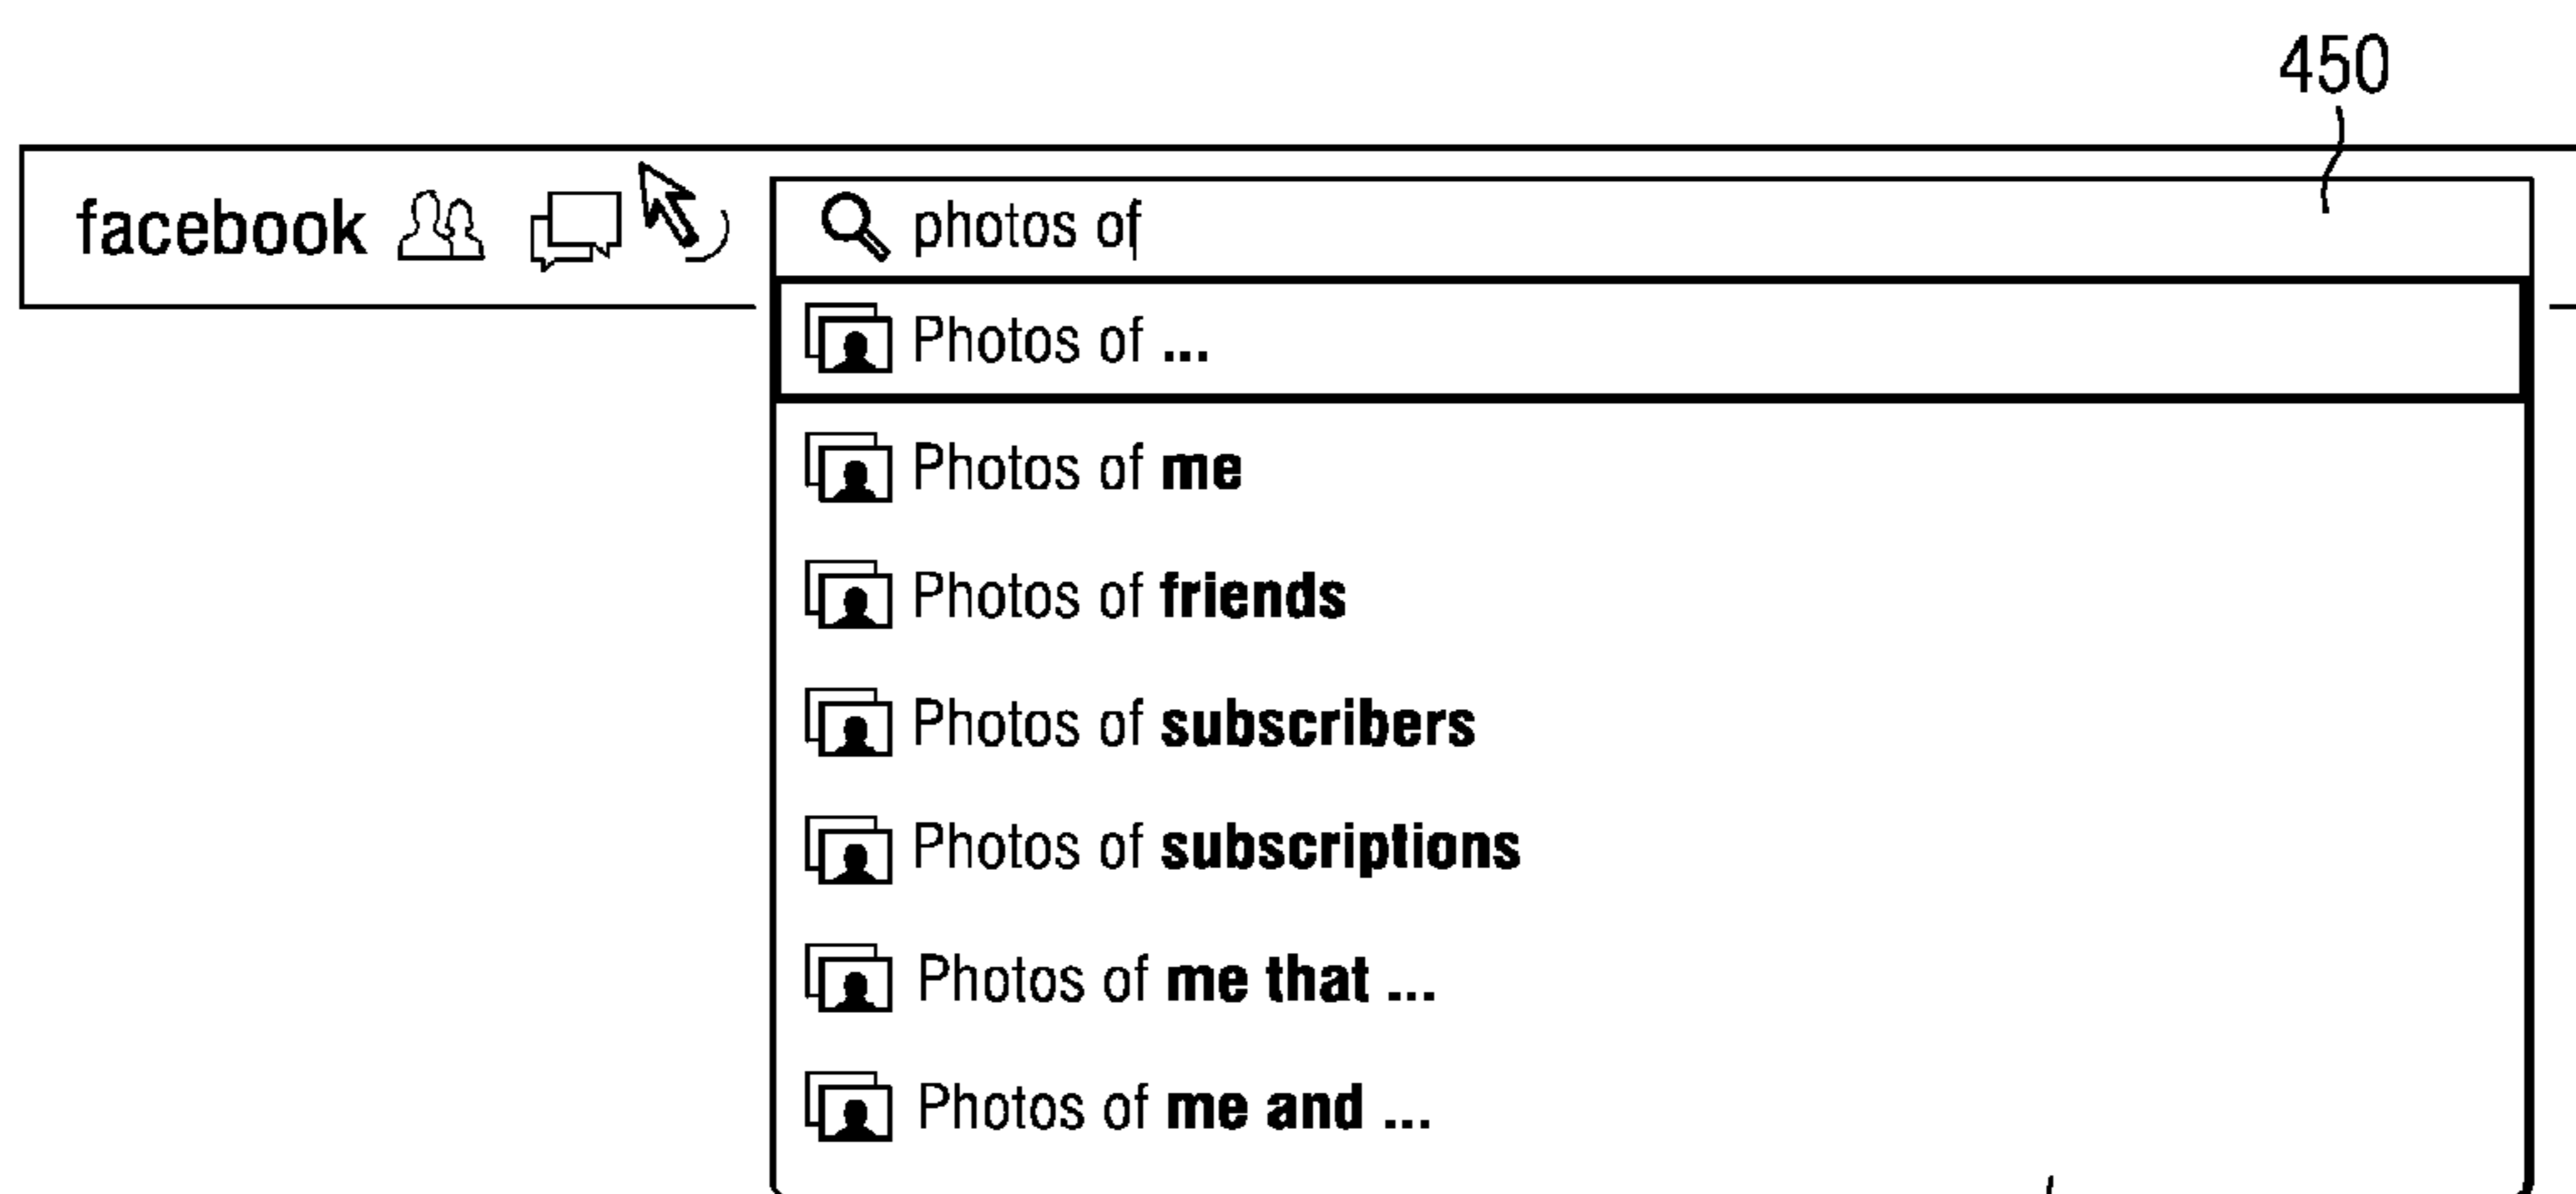 450
facebook
photos of
Photos of ...
Photos of me
Photos of friends
Photos of subscribers
Photos of subscriptions
Photos of me that ...
Photos of me and ...